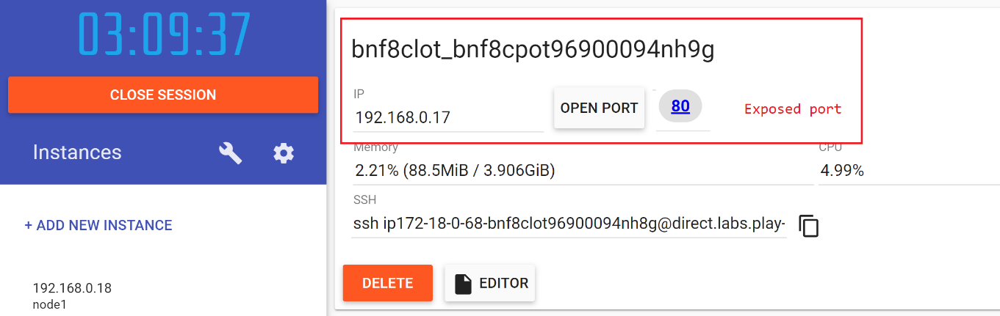 03:09:37
CLOSE SESSION
Instances
+ ADD NEW INSTANCE
192.168.0.18
node1
bnf8clot_bnf8cpot96900094nh9g
IP
192.168.0.17
OPEN PORT
80
Exposed port
Memory
2.21% (88.5MiB / 3.906GiB)
CPU
4.99%
SSH
ssh ip172-18-0-68-bnf8clot96900094nh8g@direct.labs.play-
DELETE
EDITOR